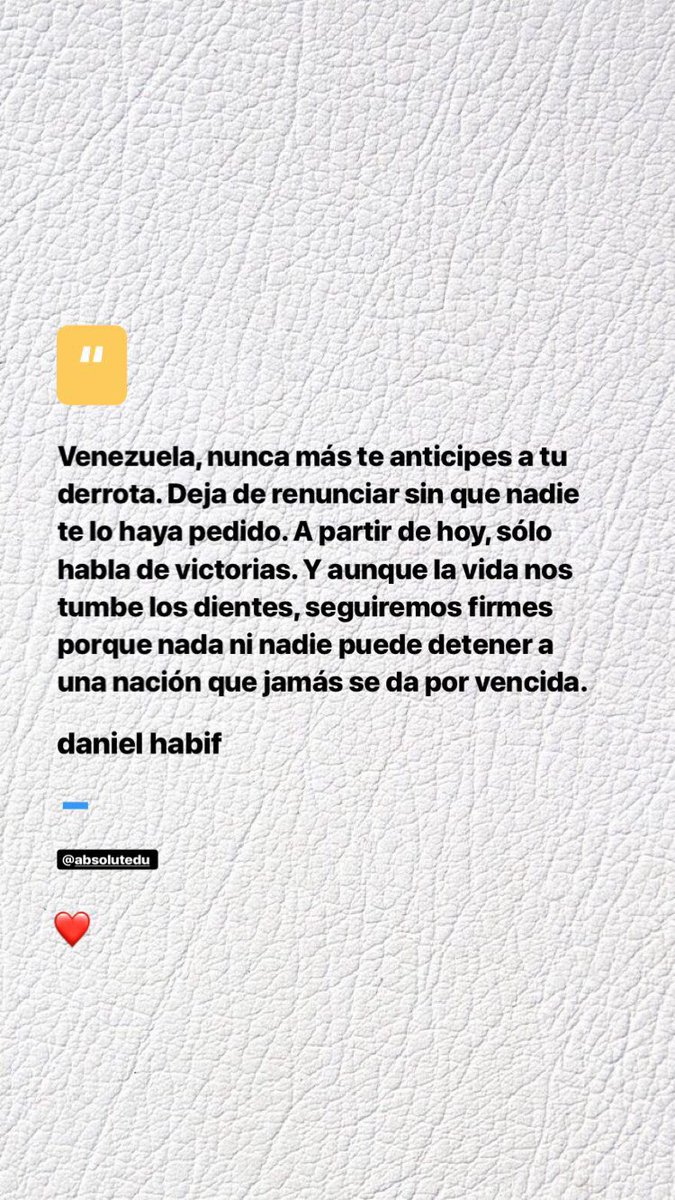 "
Venezuela, nunca más te anticipes a tu
derrota. Deja de renunciar sin que nadie
te lo haya pedido. A partir de hoy, sólo
habla de victorias. Y aunque la vida nos
tumbe los dientes, seguiremos firmes
porque nada ni nadie puede detener a
una nación que jamás se da por vencida.
daniel habif
@absolutedu